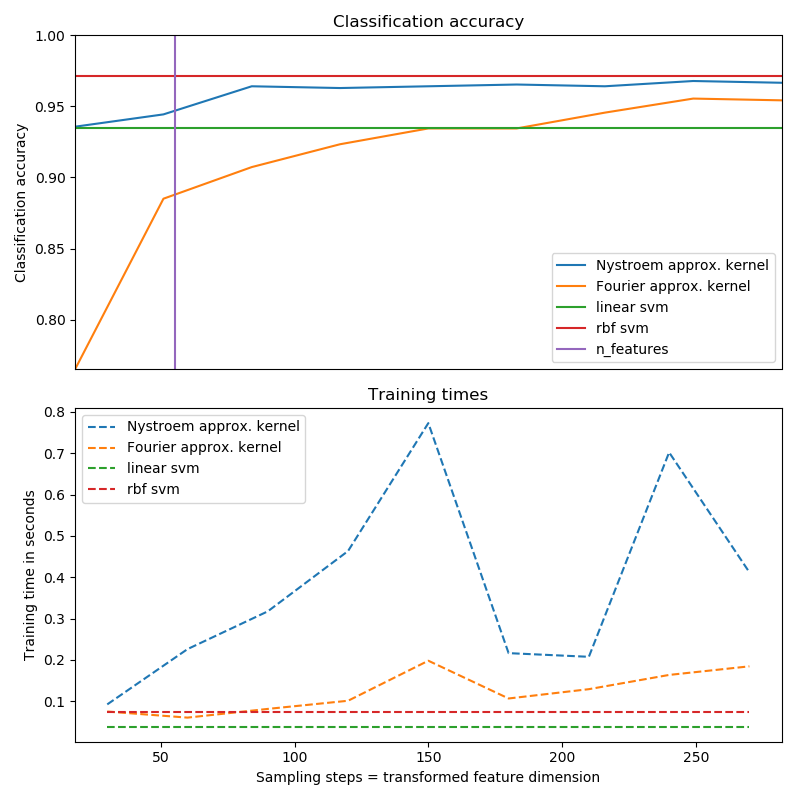 Classification accuracy
1.00
0.95
0.90
0.85
0.80
Classification accuracy
Nystroem approx. kernel
Fourier approx. kernel
linear svm
rbf svm
n_features
Training times
0.8
0.7
0.6
0.5
0.4
0.3
0.2
0.1
Training time in seconds
Nystroem approx. kernel
Fourier approx. kernel
linear svm
rbf svm
50 100 150 200 250
Sampling steps = transformed feature dimension